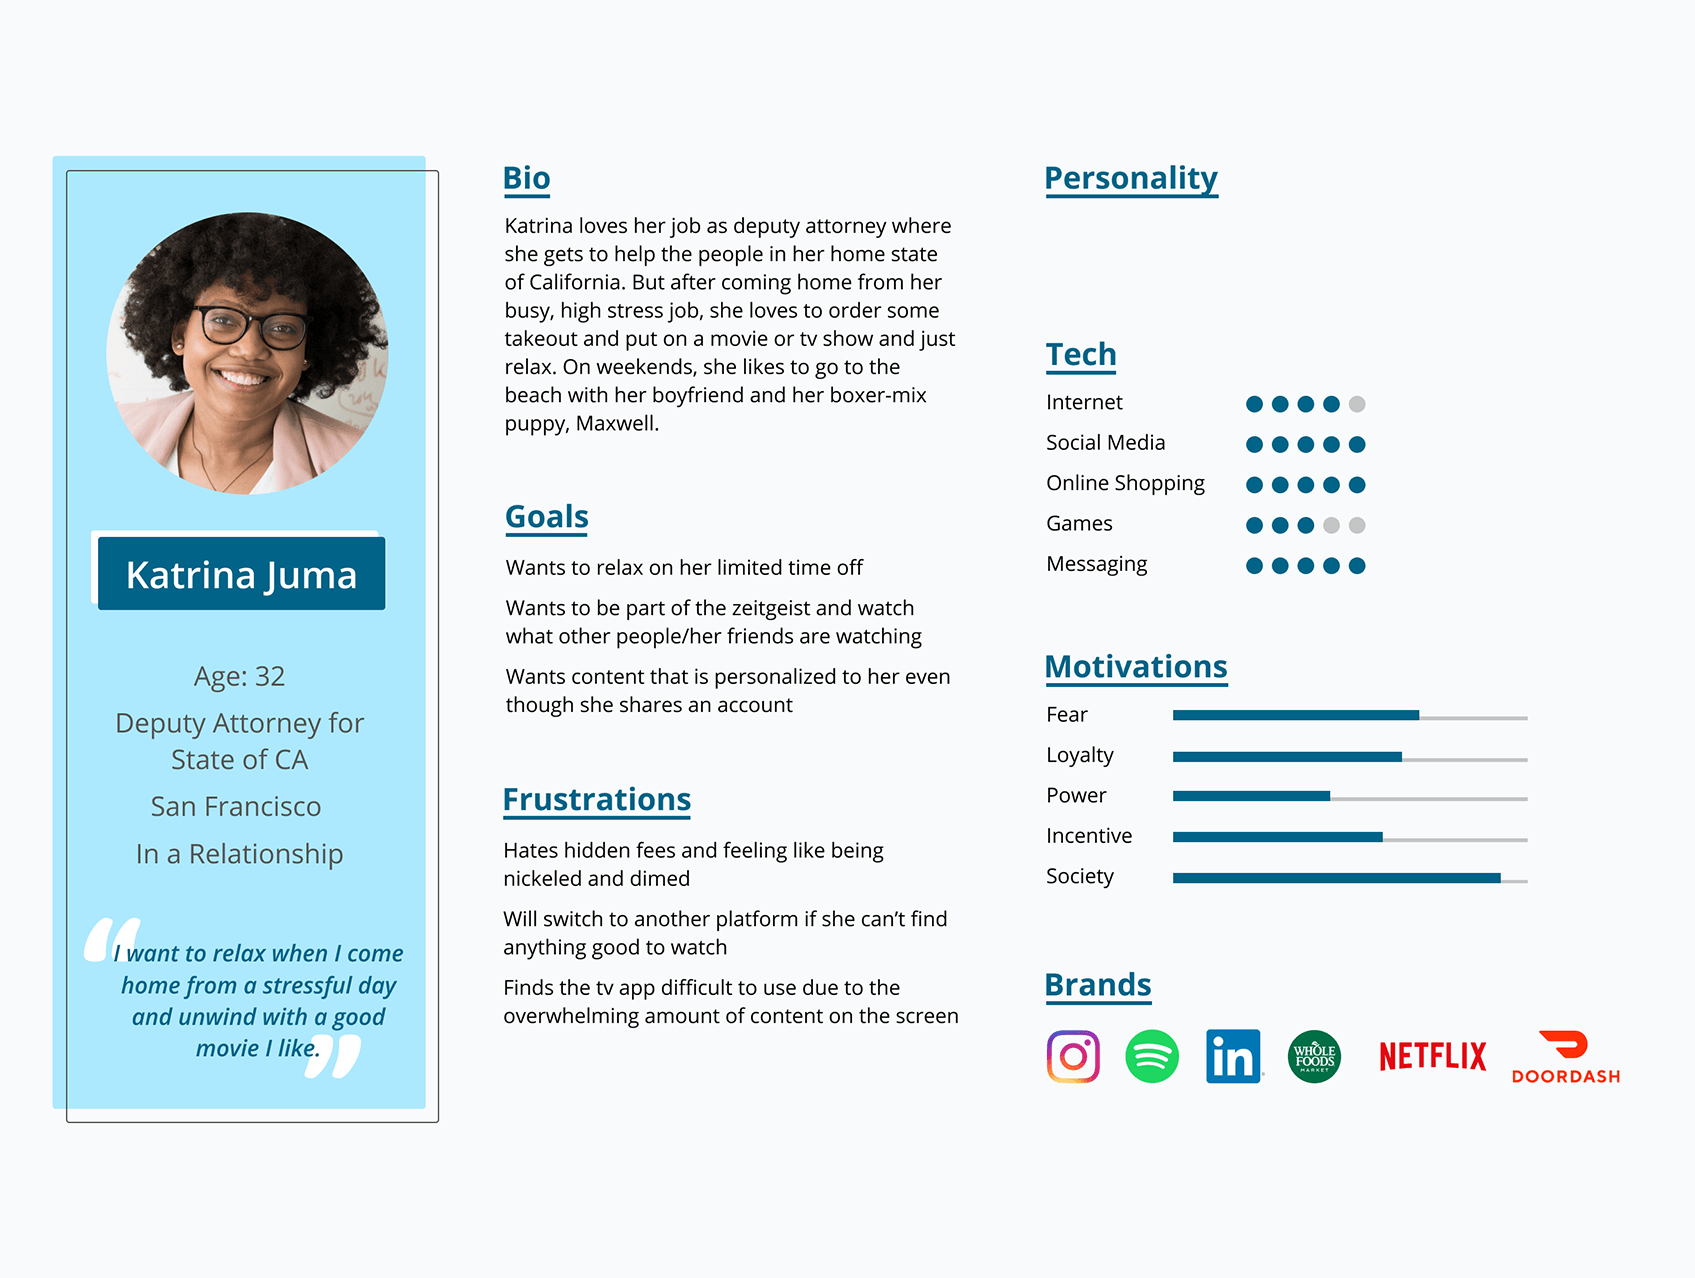 Katrina Juma
Age: 32
Deputy Attorney for
State of CA
San Francisco
In a Relationship
“I want to relax when I come
home from a stressful day
and unwind with a good
movie I like.”
Bio
Katrina loves her job as deputy attorney where
she gets to help the people in her home state
of California. But after coming home from her
busy, high stress job, she loves to order some
takeout and put on a movie or tv show and just
relax. On weekends, she likes to go to the
beach with her boyfriend and her boxer-mix
puppy, Maxwell.
Goals
Wants to relax on her limited time off
Wants to be part of the zeitgeist and watch
what other people/her friends are watching
Wants content that is personalized to her even
though she shares an account
Frustrations
Hates hidden fees and feeling like being
nickeled and dimed
Will switch to another platform if she can’t find
anything good to watch
Finds the tv app difficult to use due to the
overwhelming amount of content on the screen
Personality
Tech
Internet
Social Media
Online Shopping
Games
Messaging
Motivations
Fear
Loyalty
Power
Incentive
Society
Brands
in
WHOLE
FOODS
MARKET
NETFLIX
DOORDASH